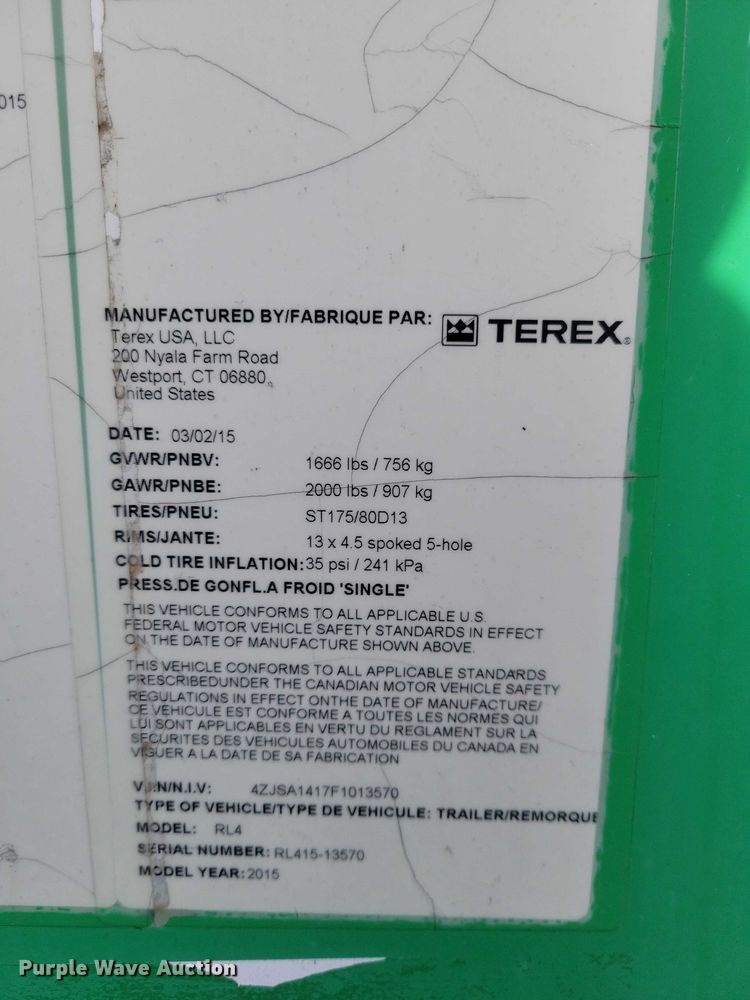 015
MANUFACTURED BY/FABRIQUE PAR:
TEREX®
Terex USA, LLC
200 Nyala Farm Road
Westport, CT 06880
United States
DATE: 03/02/15
GVWR/PNBV: 1666 lbs / 756 kg
GAWR/PNBE: 2000 lbs / 907 kg
TIRES/PNEU: ST175/80D13
RIMS/JANTE: 13 x 4.5 spoked 5-hole
COLD TIRE INFLATION: 35 psi / 241 kPa
PRESS.DE GONFL.A FROID 'SINGLE'
THIS VEHICLE CONFORMS TO ALL APPLICABLE U.S.
FEDERAL MOTOR VEHICLE SAFETY STANDARDS IN EFFECT
ON THE DATE OF MANUFACTURE SHOWN ABOVE.
THIS VEHICLE CONFORMS TO ALL APPLICABLE STANDARDS
PRESCRIBEDUNDER THE CANADIAN MOTOR VEHICLE SAFETY
REGULATIONS IN EFFECT ONTHE DATE OF MANUFACTURE/
CE VEHICULE EST CONFORME A TOUTES LES NORMES QUI
LUI SONT APPLICABLES EN VERTU DU REGLEMENT SUR LA
SECURITES DES VEHICULES AUTOMOBILES DU CANADA EN
VIGUER A LA DATE DE SA FABRICATION
V.I.N/N.I.V: 4ZJSA1417F1013570
TYPE OF VEHICLE/TYPE DE VEHICULE: TRAILER/REMORQUE
MODEL: RL4
SERIAL NUMBER: RL415-13570
MODEL YEAR: 2015
Purple Wave Auction